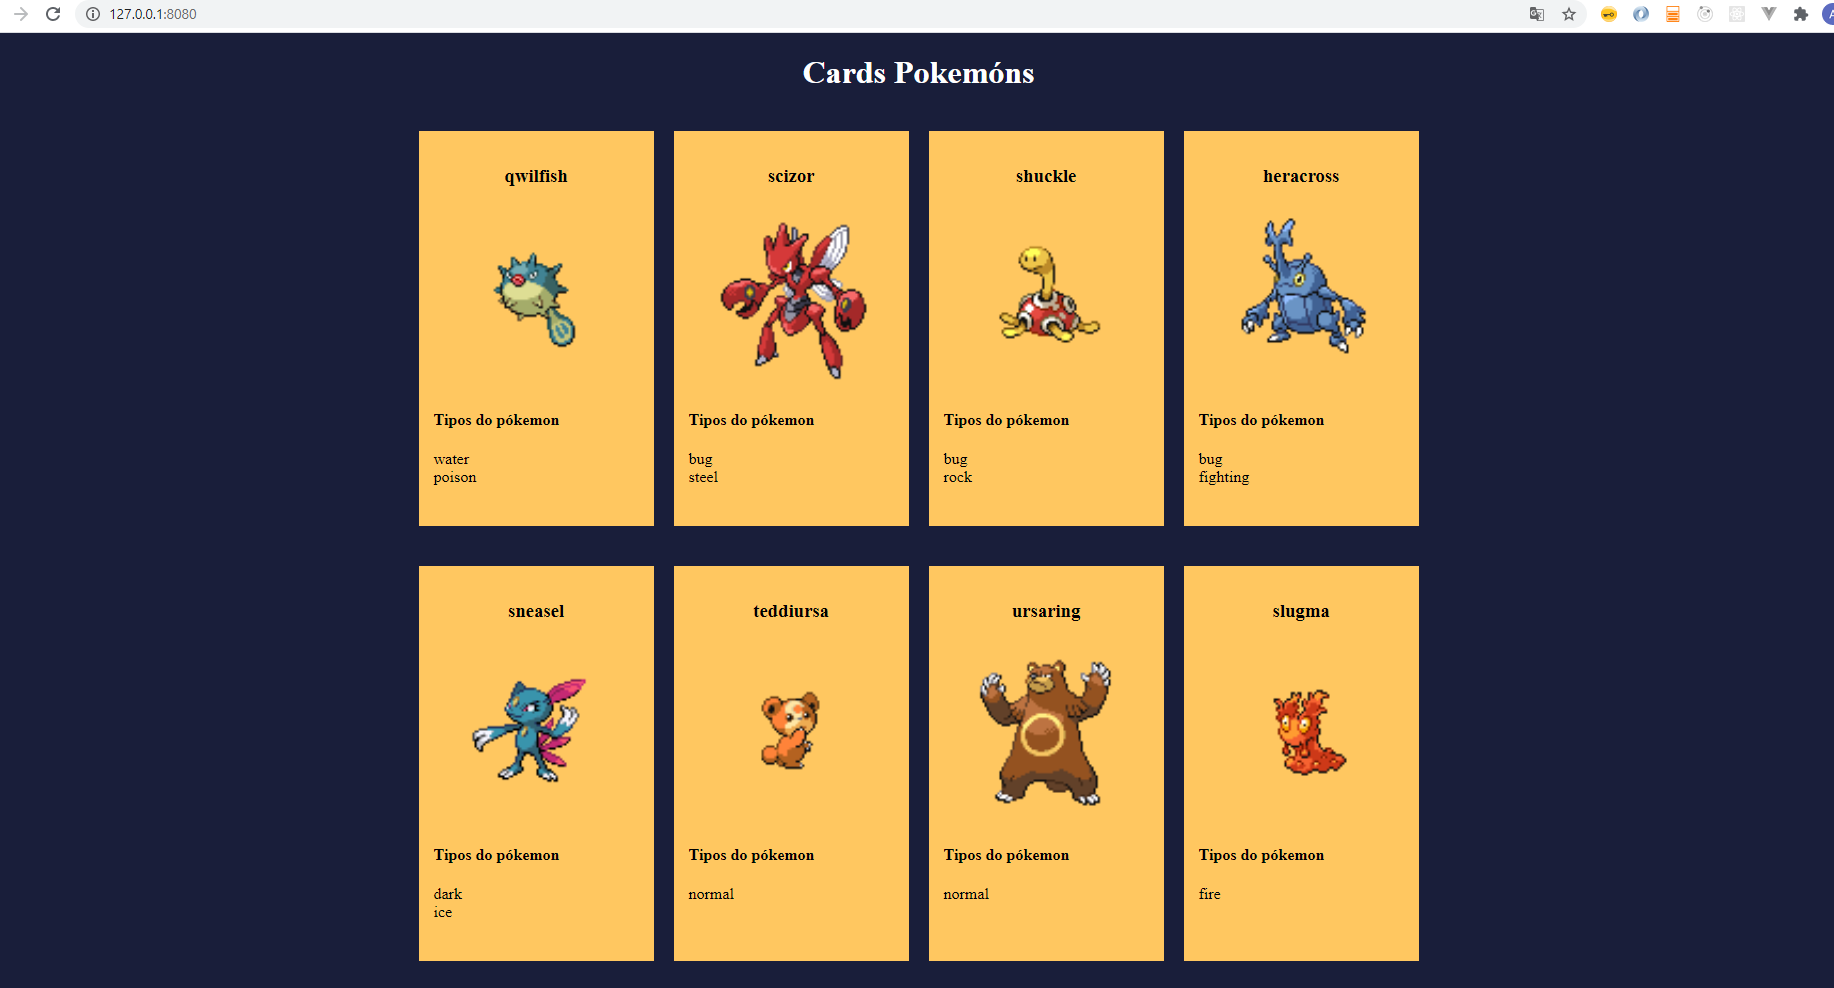 127.0.0.1:8080
Cards Pokemóns
qwilfish
scizor
shuckle
heracross
Tipos do pókemon
Tipos do pókemon
Tipos do pókemon
Tipos do pókemon
water
poison
bug
steel
bug
rock
bug
fighting
sneasel
teddiursa
ursaring
slugma
Tipos do pókemon
Tipos do pókemon
Tipos do pókemon
Tipos do pókemon
dark
ice
normal
normal
fire